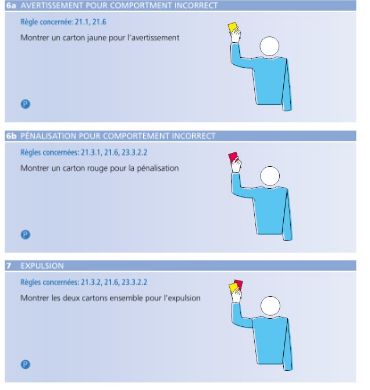 6a AVERTISSEMENT POUR COMPORTMENT INCORRECT
Règle concernée: 21.1, 21.6
Montrer un carton jaune pour l'avertissement
P
6b PÉNALISATION POUR COMPORTEMENT INCORRECT
Règles concernées: 21.3.1, 21.6, 23.3.2.2
Montrer un carton rouge pour la pénalisation
P
7 EXPULSION
Règles concernées: 21.3.2, 21.6, 23.3.2.2
Montrer les deux cartons ensemble pour l'expulsion
P